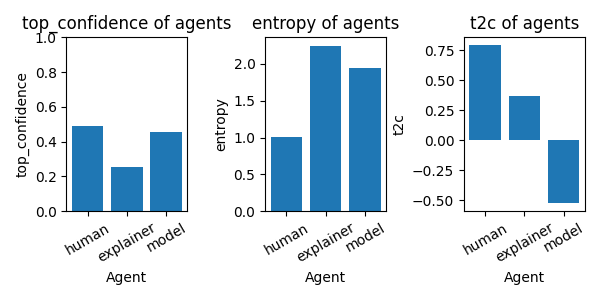 top_confidence of agents
1.0
0.8
0.6
0.4
0.2
0.0
top_confidence
human
explainer
model
Agent
entropy of agents
2.0
1.5
1.0
0.5
0.0
entropy
human
explainer
model
Agent
t2c of agents
0.75
0.50
0.25
0.00
−0.25
−0.50
t2c
human
explainer
model
Agent